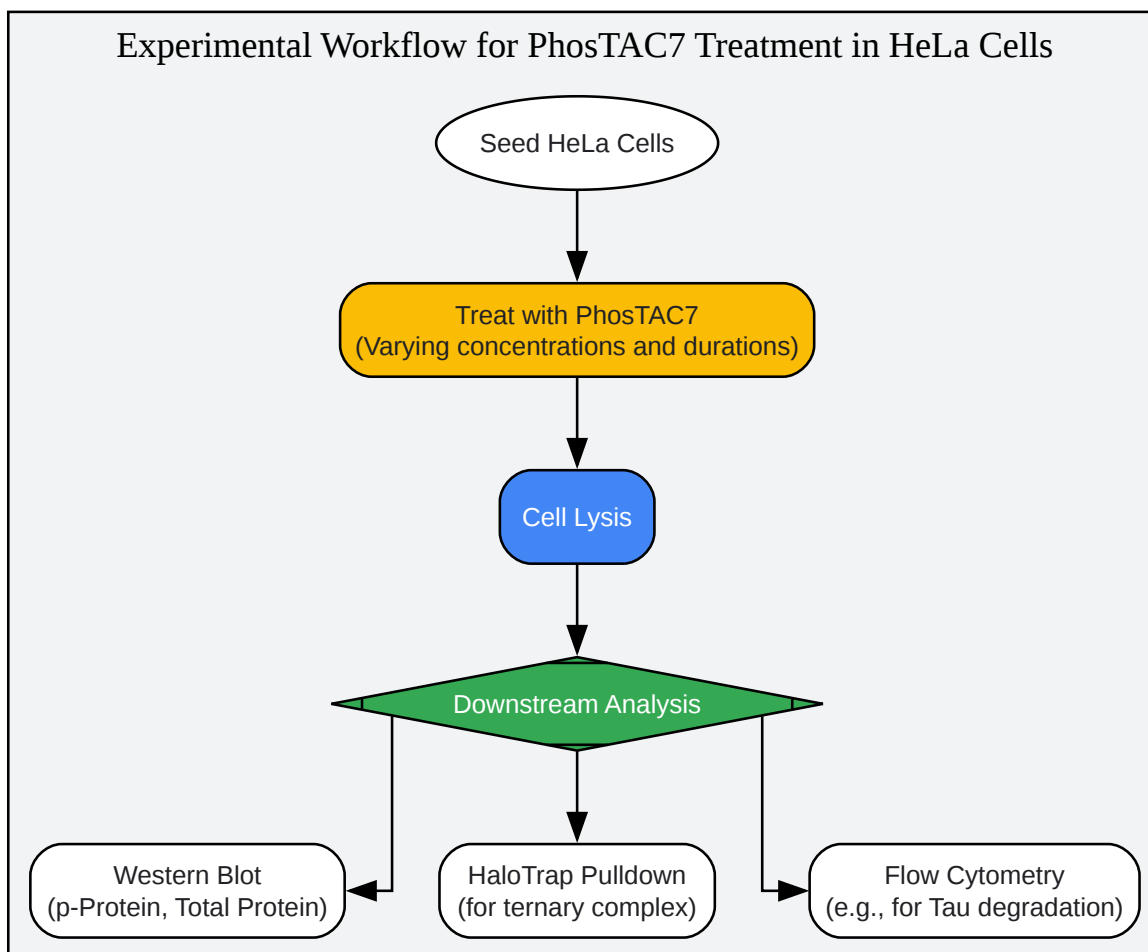 Experimental Workflow for PhosTAC7 Treatment in HeLa Cells
Seed HeLa Cells
Treat with PhosTAC7
(Varying concentrations and durations)
Cell Lysis
Downstream Analysis
Western Blot
(p-Protein, Total Protein)
HaloTrap Pulldown
(for ternary complex)
Flow Cytometry
(e.g., for Tau degradation)